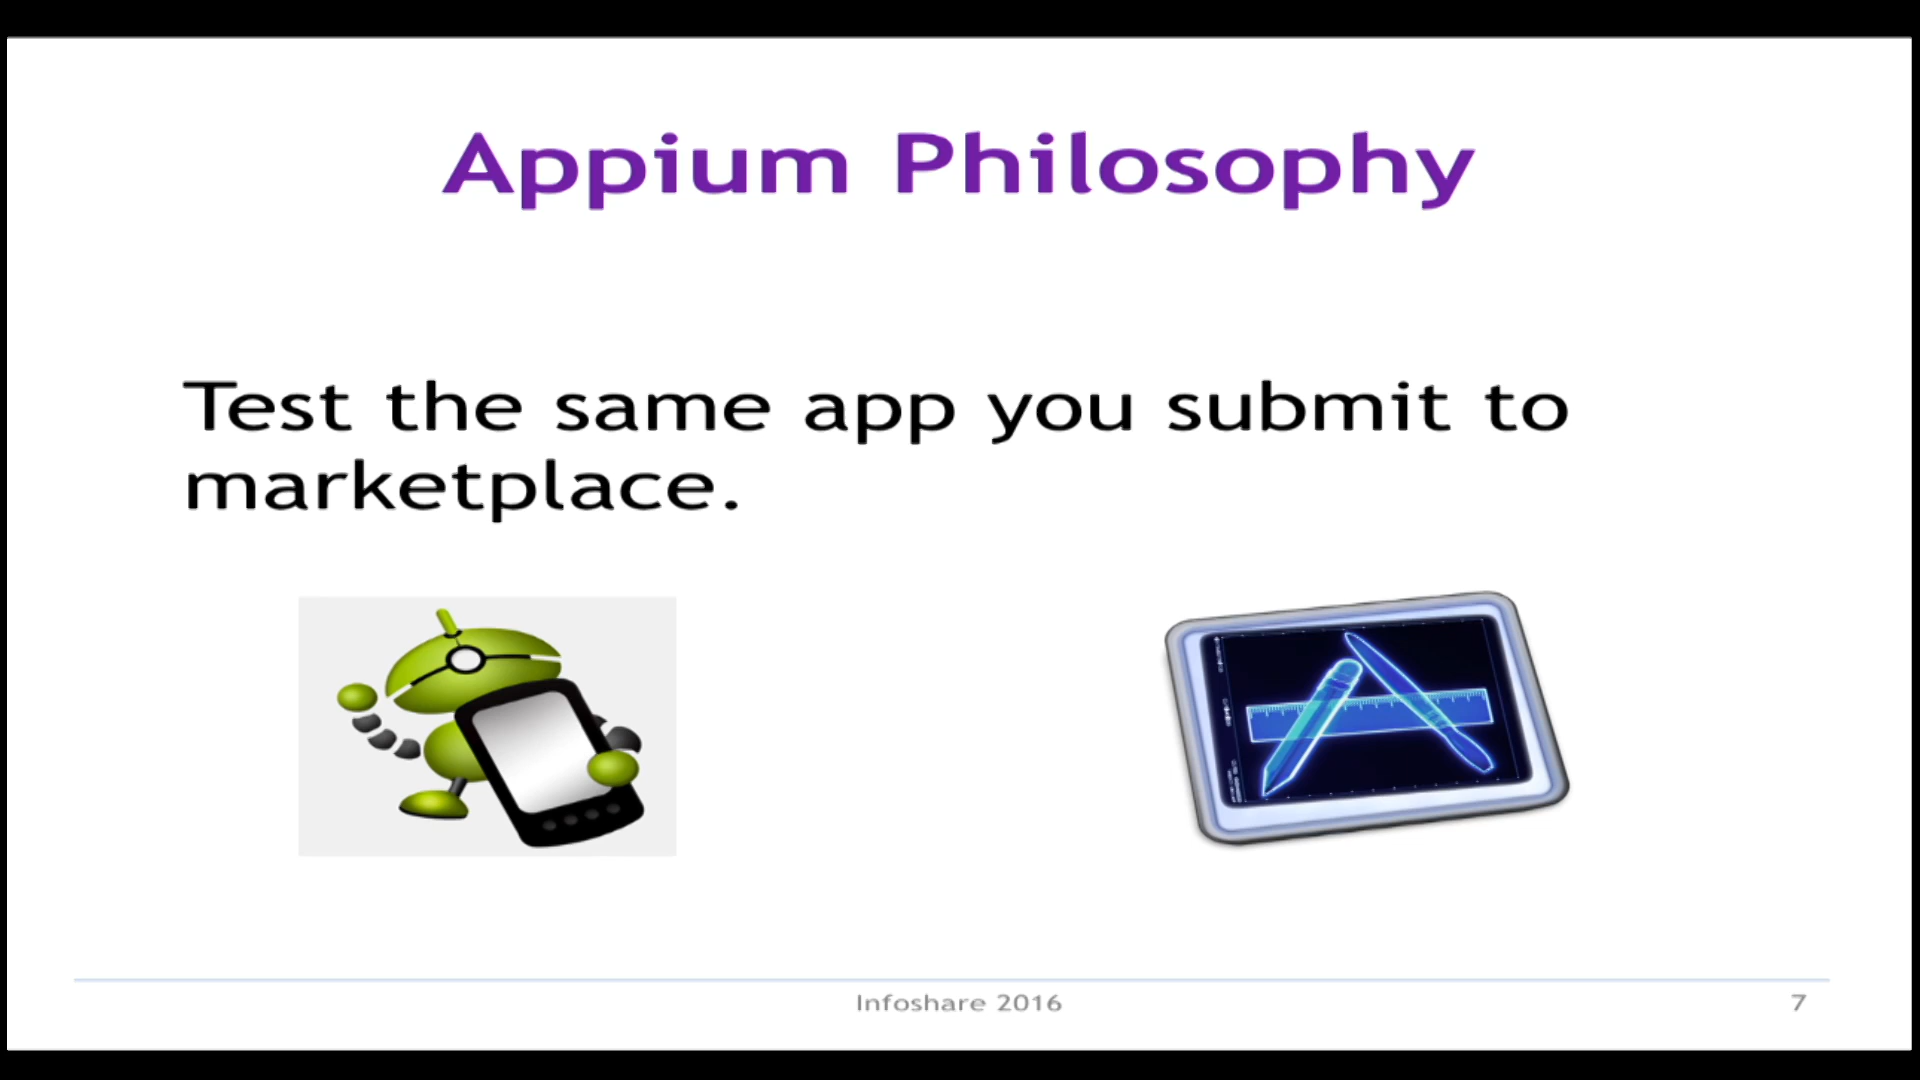 Appium Philosophy
Test the same app you submit to
marketplace.
Infoshare 2016
7